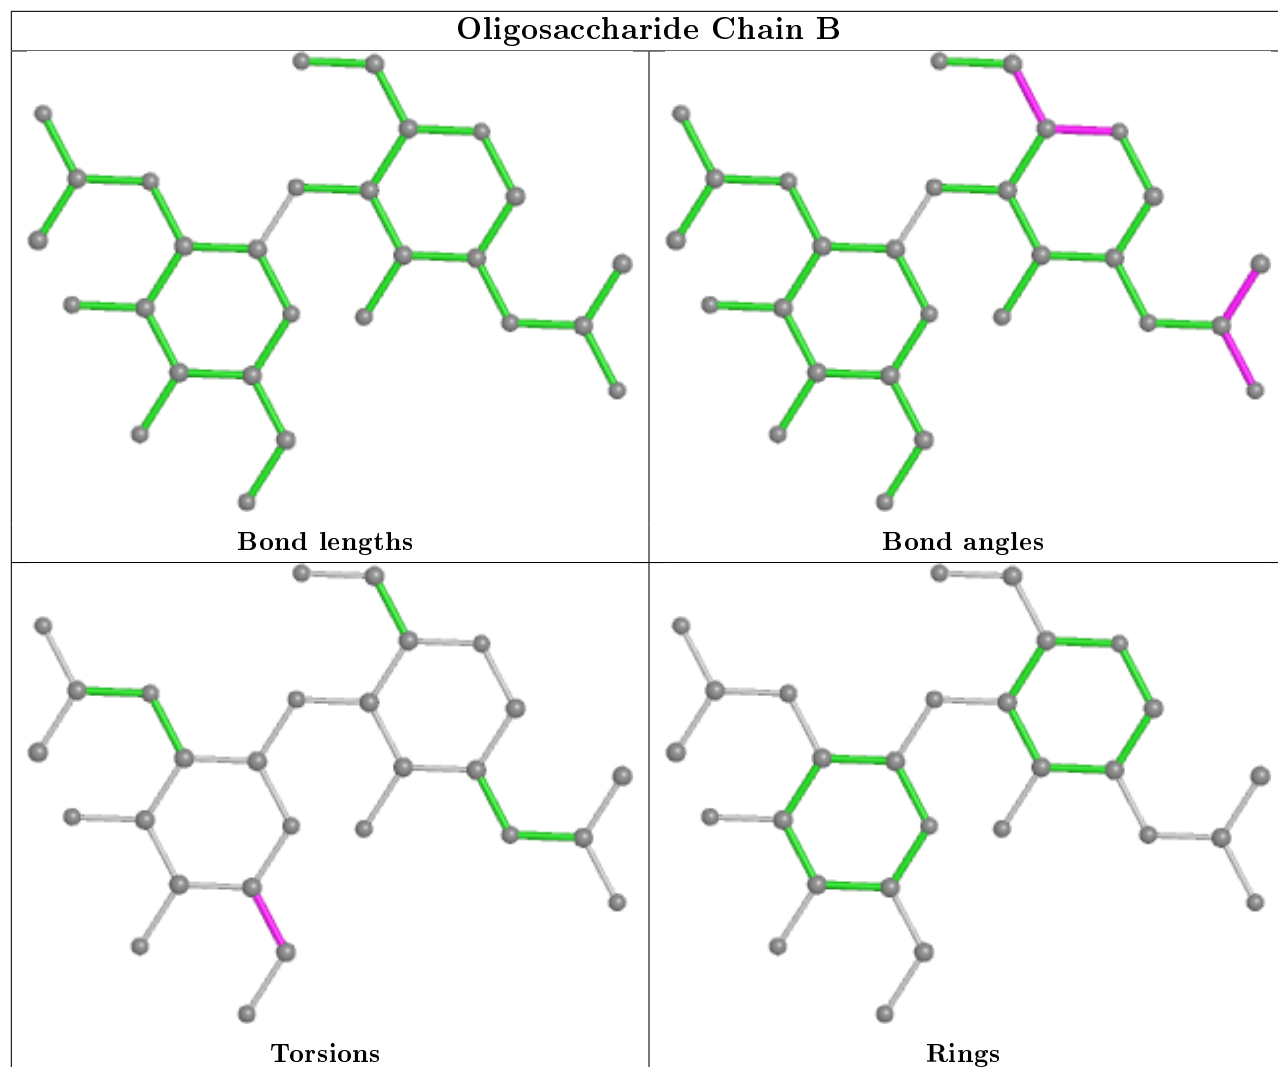 Oligosaccharide Chain B
Bond lengths
Bond angles
Torsions
Rings